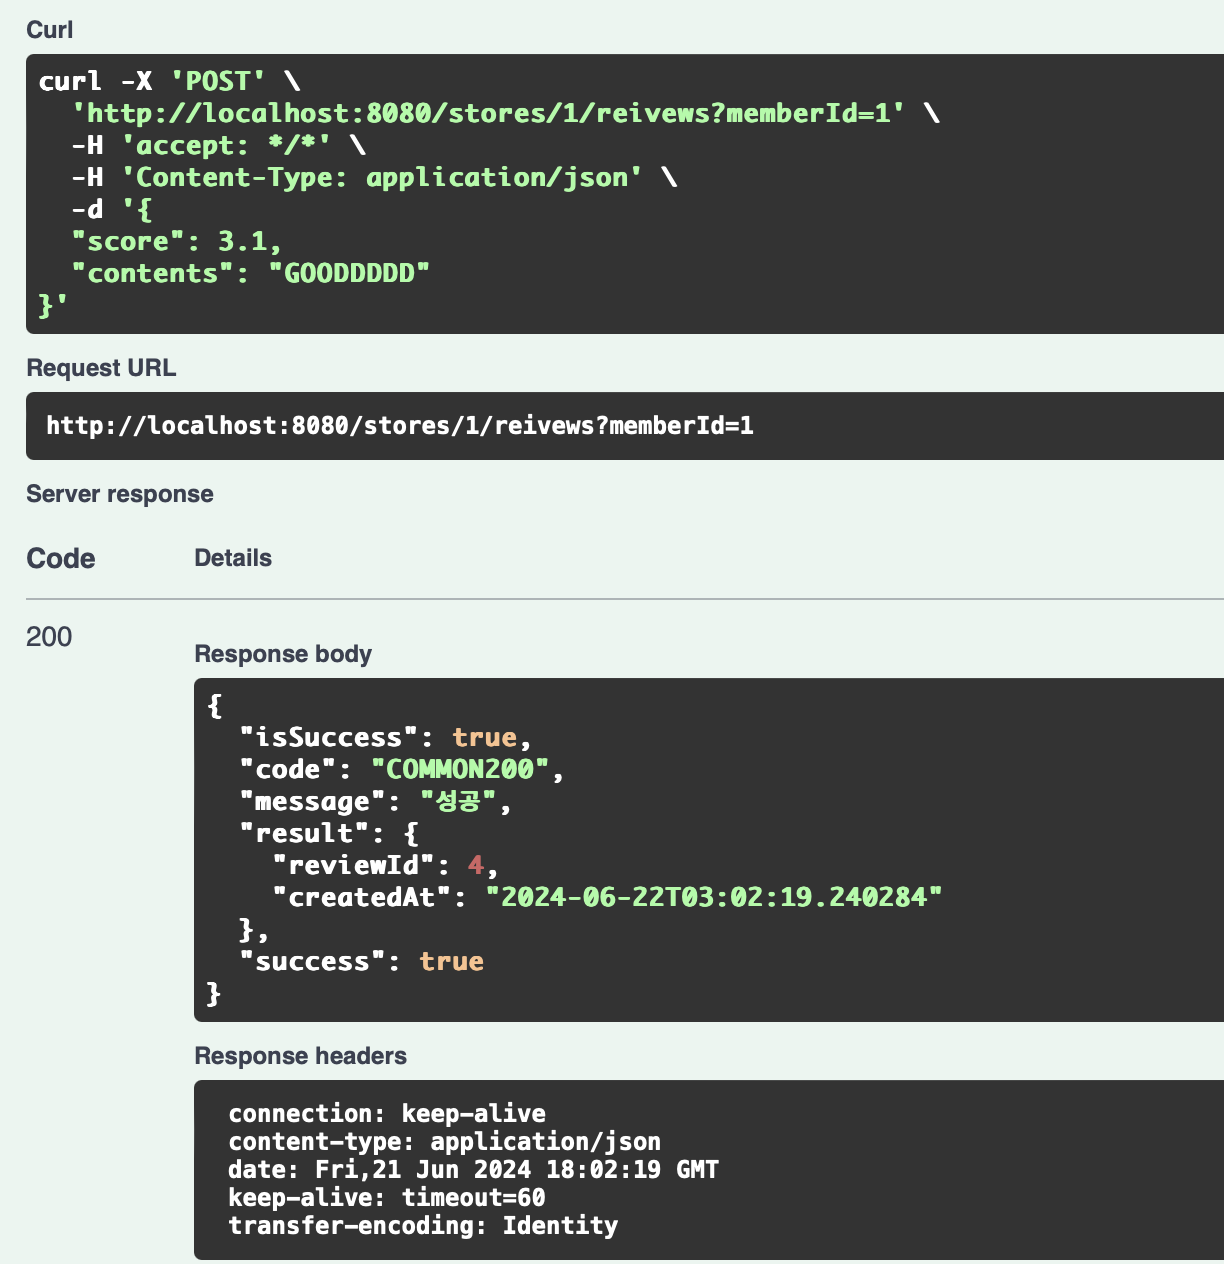 Curl
curl -X 'POST' \
'http://localhost:8080/stores/1/reivews?memberId=1' \
-H 'accept: */*' \
-H 'Content-Type: application/json' \
-d '{
"score": 3.1,
"contents": "GOODDDDD"
}'
Request URL
http://localhost:8080/stores/1/reivews?memberId=1
Server response
Code Details
200
Response body
{
"isSuccess": true,
"code": "COMMON200",
"message": "성공",
"result": {
"reviewId": 4,
"createdAt": "2024-06-22T03:02:19.240284"
},
"success": true
}
Response headers
connection: keep-alive
content-type: application/json
date: Fri,21 Jun 2024 18:02:19 GMT
keep-alive: timeout=60
transfer-encoding: Identity